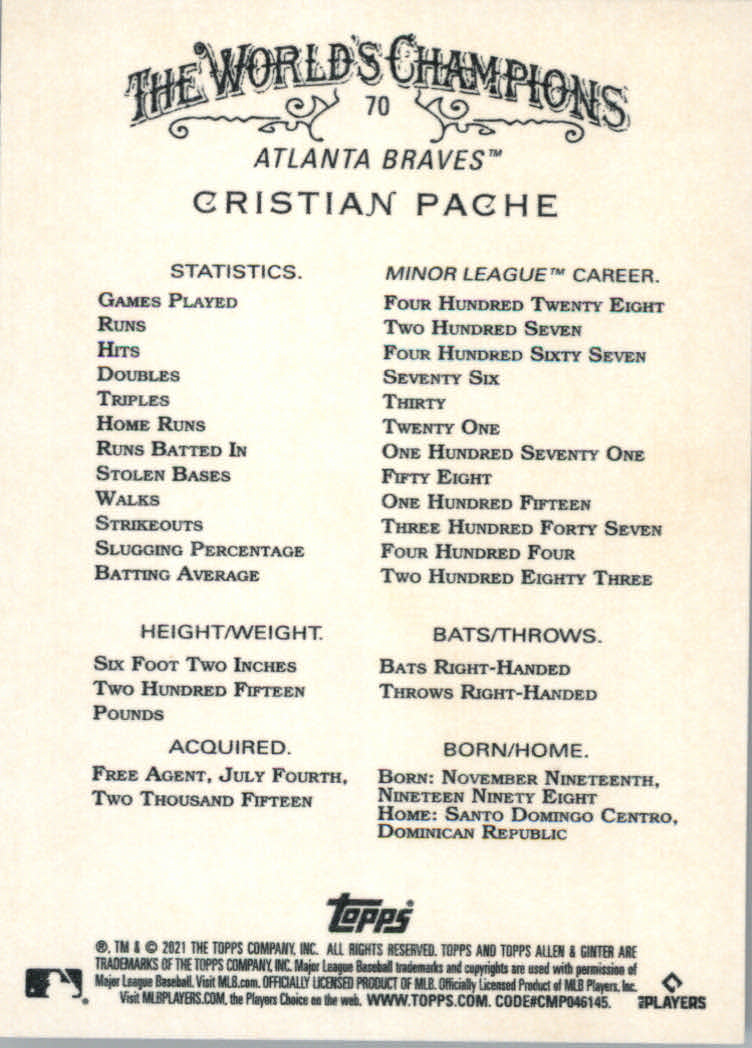 THE WORLD'S CHAMPIONS
70
ATLANTA BRAVES™
CRISTIAN PACHE
STATISTICS. MINOR LEAGUE™ CAREER.
GAMES PLAYED FOUR HUNDRED TWENTY EIGHT
RUNS TWO HUNDRED SEVEN
HITS FOUR HUNDRED SIXTY SEVEN
DOUBLES SEVENTY SIX
TRIPLES THIRTY
HOME RUNS TWENTY ONE
RUNS BATTED IN ONE HUNDRED SEVENTY ONE
STOLEN BASES FIFTY EIGHT
WALKS ONE HUNDRED FIFTEEN
STRIKEOUTS THREE HUNDRED FORTY SEVEN
SLUGGING PERCENTAGE FOUR HUNDRED FOUR
BATTING AVERAGE TWO HUNDRED EIGHTY THREE
HEIGHT/WEIGHT.
SIX FOOT TWO INCHES
TWO HUNDRED FIFTEEN
POUNDS
BATS/THROWS.
BATS RIGHT-HANDED
THROWS RIGHT-HANDED
ACQUIRED.
FREE AGENT, JULY FOURTH,
TWO THOUSAND FIFTEEN
BORN/HOME.
BORN: NOVEMBER NINETEENTH,
NINETEEN NINETY EIGHT
HOME: SANTO DOMINGO CENTRO,
DOMINICAN REPUBLIC
TOPPS®
®, TM & © 2021 THE TOPPS COMPANY, INC. ALL RIGHTS RESERVED. TOPPS AND TOPPS ALLEN & GINTER ARE
TRADEMARKS OF THE TOPPS COMPANY, INC. Major League Baseball trademarks and copyrights are used with permission of
Major League Baseball. Visit MLB.com. OFFICIALLY LICENSED PRODUCT OF MLB. Officially Licensed Product of MLB Players, Inc.
Visit MLBPLAYERS.COM, the Players Choice on the web. WWW.TOPPS.COM. CODE#CMP046145.
PLAYERS